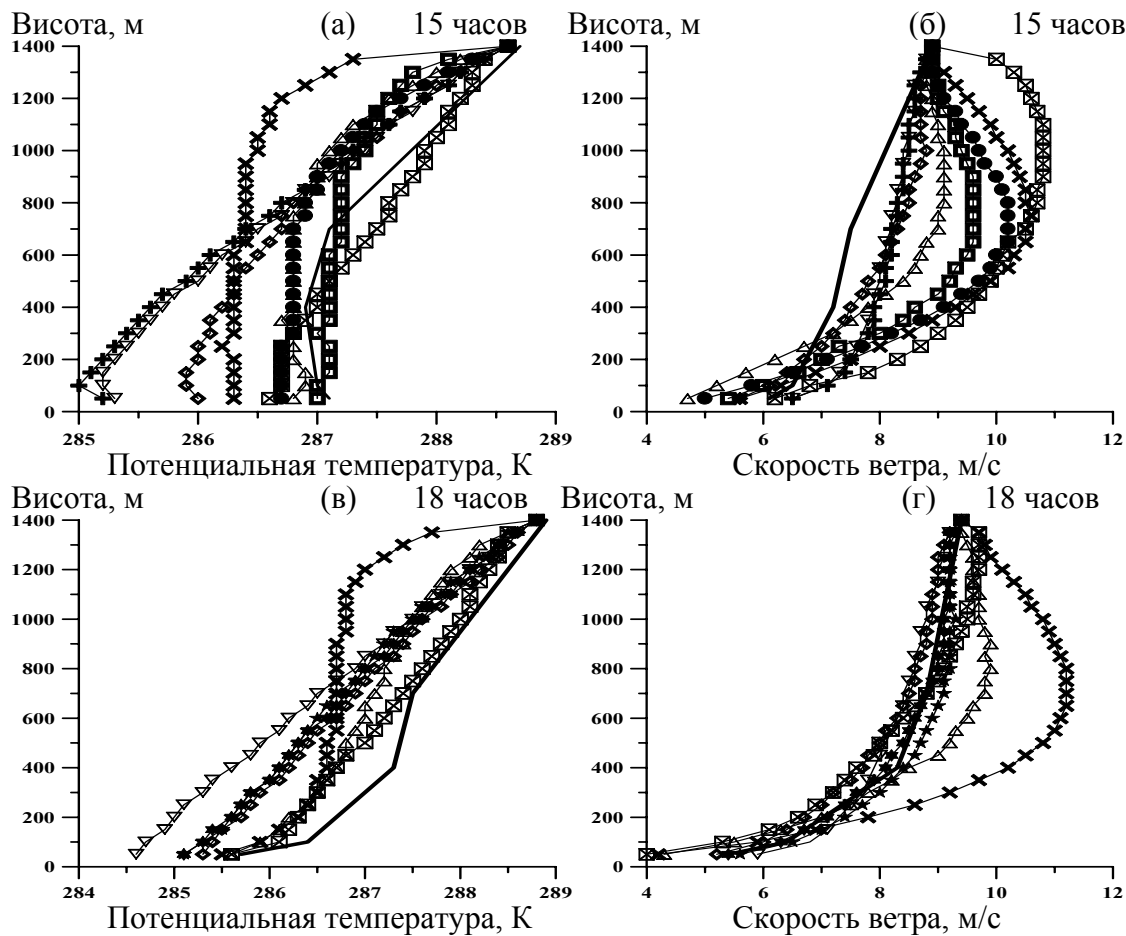 Висота, м (а) 15 часов
1400
1200
1000
800
600
400
200
0
285 286 287 288 289
Потенциальная температура, К
Висота, м (б) 15 часов
1400
1200
1000
800
600
400
200
0
4 6 8 10 12
Скорость ветра, м/с
Висота, м (в) 18 часов
1400
1200
1000
800
600
400
200
0
284 285 286 287 288 289
Потенциальная температура, К
Висота, м (г) 18 часов
1400
1200
1000
800
600
400
200
0
4 6 8 10 12
Скорость ветра, м/с